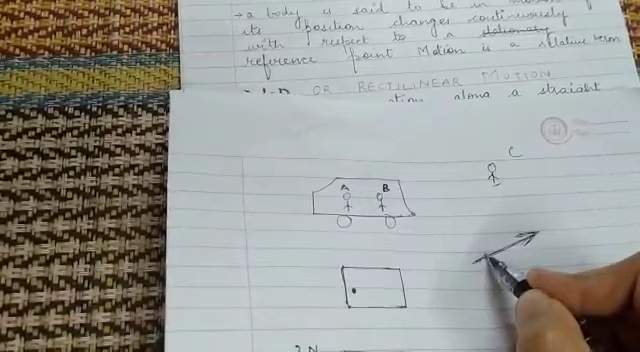 → a body is said to be in
its position changes continuously
with respect to a stationary
reference point Motion is a relative term
1-D OR RECTILINEAR MOTION
along a straight
C
A B